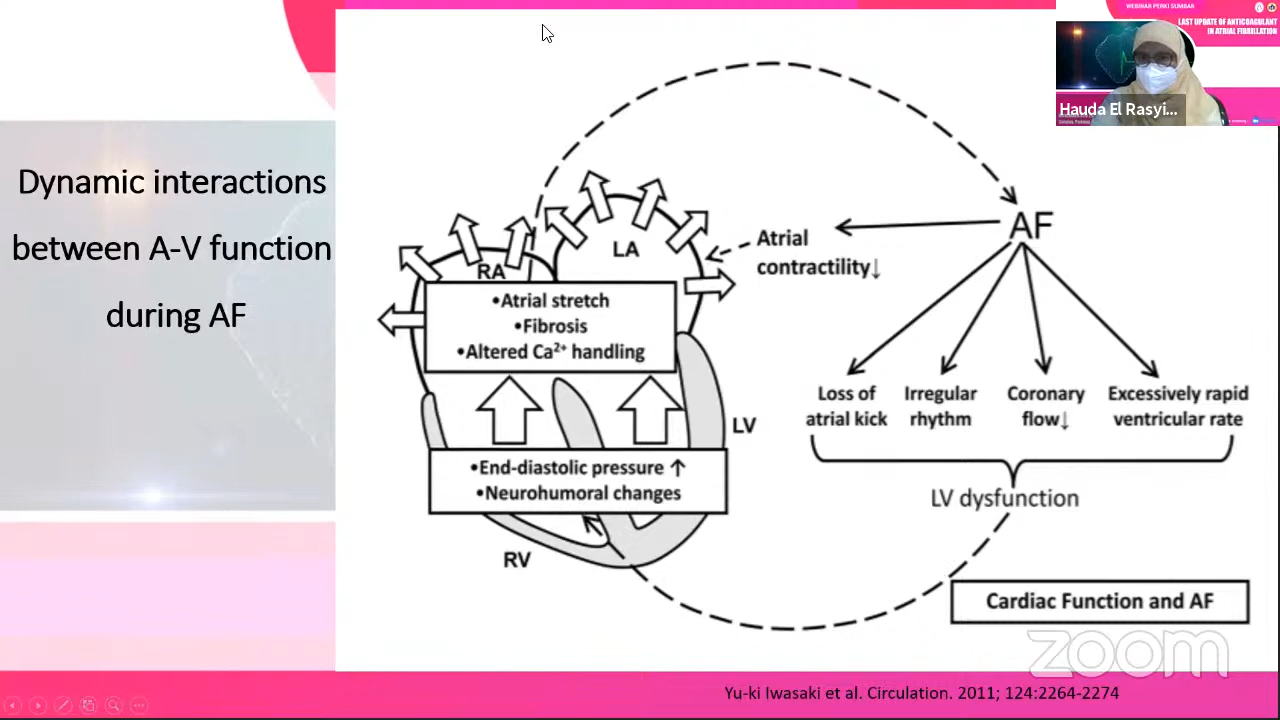 WEBINAR PERKI SUMBAR
LAST UPDATE OF ANTICOAGULANT
IN ATRIAL FIBRILLATION
Hauda El Rasyi...
Dynamic interactions
between A-V function
during AF
RA
LA
•Atrial stretch
•Fibrosis
•Altered Ca²⁺ handling
Atrial
contractility↓
AF
Loss of
atrial kick
Irregular
rhythm
Coronary
flow↓
Excessively rapid
ventricular rate
LV
•End-diastolic pressure ↑
•Neurohumoral changes
LV dysfunction
RV
Cardiac Function and AF
zoom
Yu-ki Iwasaki et al. Circulation. 2011; 124:2264-2274